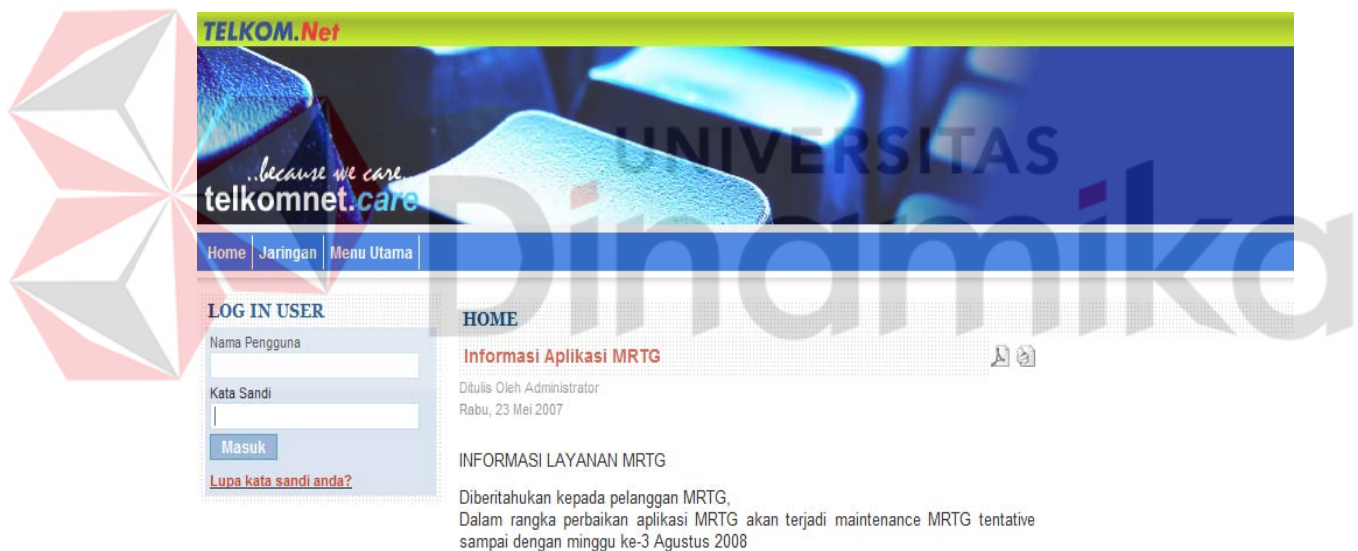 TELKOM.Net
UNIVERSITAS
Dinamika
..because we care...
telkomnet.care
Home Jaringan Menu Utama
LOG IN USER
Nama Pengguna
Kata Sandi
Masuk
Lupa kata sandi anda?
HOME
Informasi Aplikasi MRTG
Ditulis Oleh Administrator
Rabu, 23 Mei 2007
INFORMASI LAYANAN MRTG
Diberitahukan kepada pelanggan MRTG,
Dalam rangka perbaikan aplikasi MRTG akan terjadi maintenance MRTG tentative
sampai dengan minggu ke-3 Agustus 2008